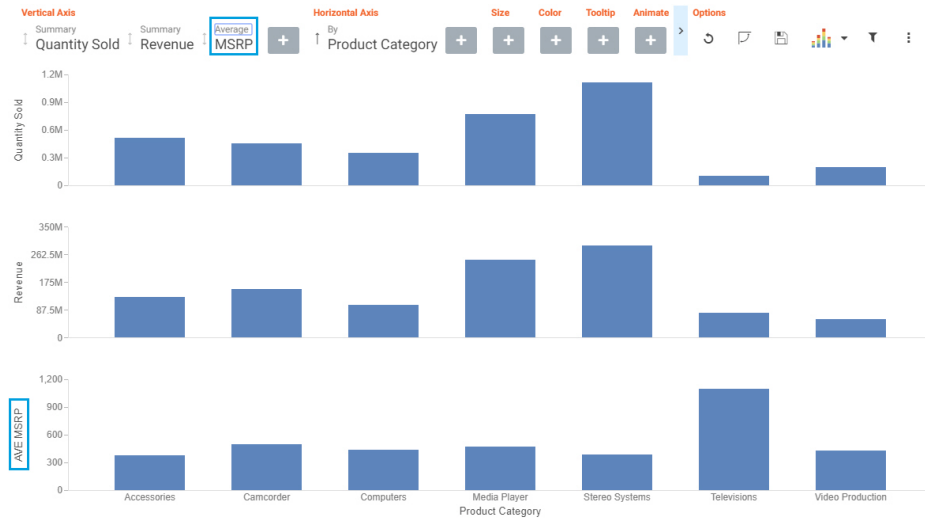 Vertical Axis Horizontal Axis Size Color Tooltip Animate Options
Summary Summary Average By
Quantity Sold Revenue MSRP + Product Category + + + + +
1.2M
0.9M
0.6M
0.3M
0
Quantity Sold
350M
262.5M
175M
87.5M
0
Revenue
1,200
900
600
300
0
AVE MSRP
Accessories Camcorder Computers Media Player Stereo Systems Televisions Video Production
Product Category